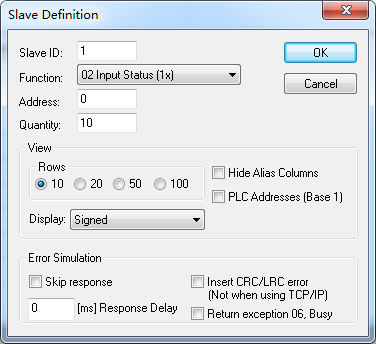 Slave Definition
Slave ID: 1
OK
Function: 02 Input Status (1x)
Cancel
Address: 0
Quantity: 10
View
Rows
10 20 50 100
Hide Alias Columns
PLC Addresses (Base 1)
Display: Signed
Error Simulation
Skip response
Insert CRC/LRC error
(Not when using TCP/IP)
0 [ms] Response Delay
Return exception 06, Busy